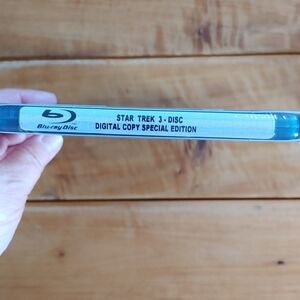 Blu-ray Disc
STAR TREK 3-DISC
DIGITAL COPY SPECIAL EDITION